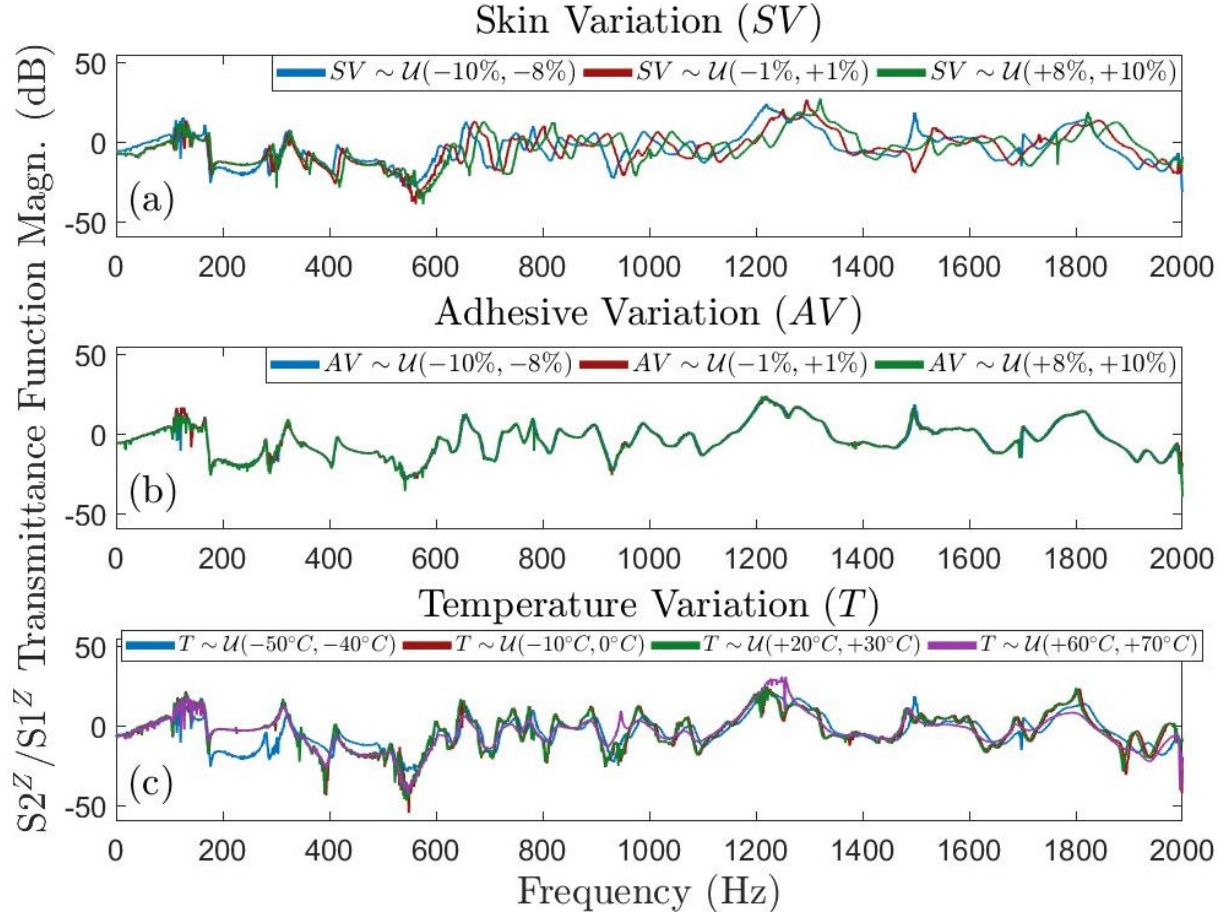 Skin Variation (SV)
S2^Z/S1^Z Transmittance Function Magn. (dB)
50
0
-50
SV ∼ U(−10%, −8%) SV ∼ U(−1%, +1%) SV ∼ U(+8%, +10%)
(a)
0 200 400 600 800 1000 1200 1400 1600 1800 2000
Adhesive Variation (AV)
50
0
-50
AV ∼ U(−10%, −8%) AV ∼ U(−1%, +1%) AV ∼ U(+8%, +10%)
(b)
0 200 400 600 800 1000 1200 1400 1600 1800 2000
Temperature Variation (T)
50
0
-50
T ∼ U(−50°C, −40°C) T ∼ U(−10°C, 0°C) T ∼ U(+20°C, +30°C) T ∼ U(+60°C, +70°C)
(c)
0 200 400 600 800 1000 1200 1400 1600 1800 2000
Frequency (Hz)